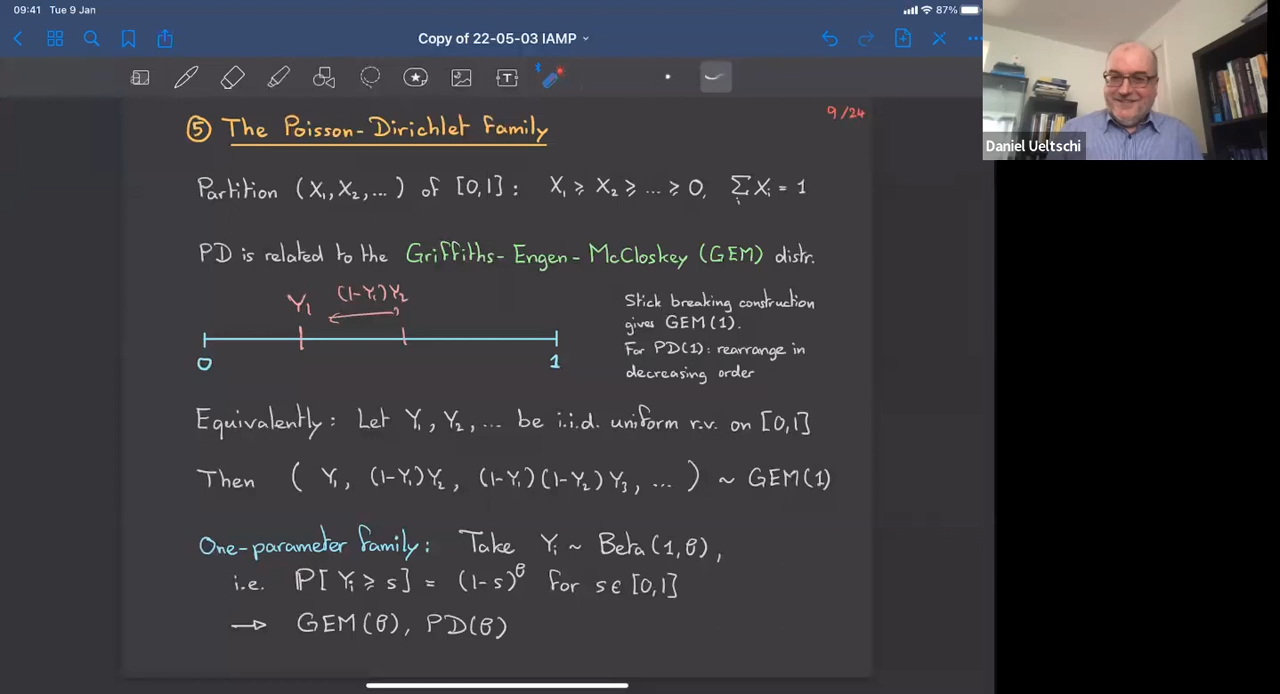 09:41 Tue 9 Jan
87%
Copy of 22-05-03 IAMP
Daniel Ueltschi
9/24
⑤ The Poisson-Dirichlet Family
Partition (X₁, X₂, ...) of [0,1]: X₁ ≥ X₂ ≥ ... ≥ 0, ∑ᵢ Xᵢ = 1
PD is related to the Griffiths-Engen-McCloskey (GEM) distr.
Y₁ (1-Y₁)Y₂
0 1
Stick breaking construction
gives GEM(1).
For PD(1): rearrange in
decreasing order
Equivalently: Let Y₁, Y₂, ... be i.i.d. uniform r.v. on [0,1]
Then (Y₁, (1-Y₁)Y₂, (1-Y₁)(1-Y₂)Y₃, ...) ~ GEM(1)
One-parameter family: Take Yᵢ ~ Beta(1,θ),
i.e. ℙ[Yᵢ ≥ s] = (1-s)^θ for s ∈ [0,1]
→ GEM(θ), PD(θ)